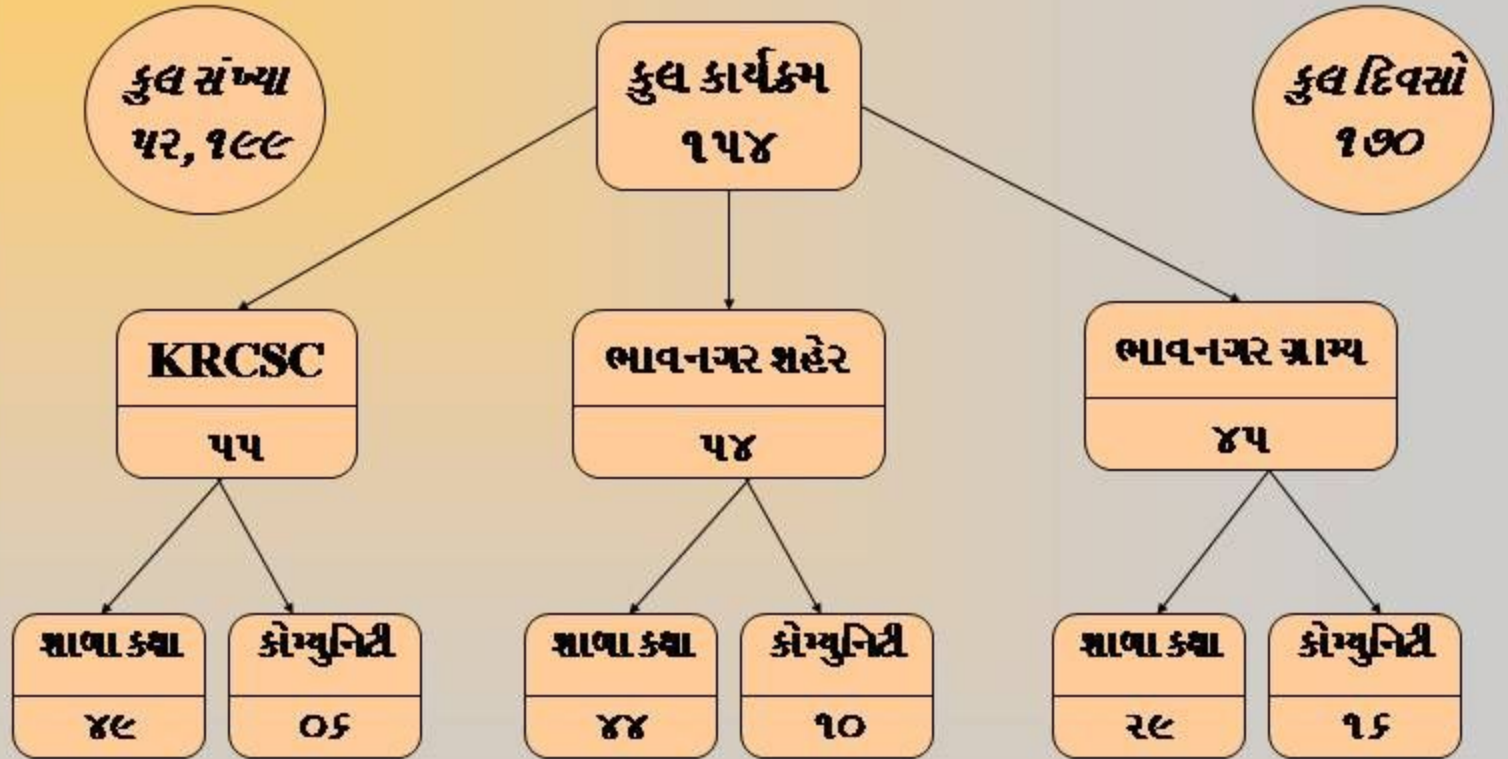 કુલ સંખ્યા
૫૨, ૧૯૯
કુલ કાર્યક્રમ
૧૫૪
કુલ દિવસો
૧૭૦
KRCSC
૫૫
ભાવનગર શહેર
૫૪
ભાવનગર ગ્રામ્ય
૪૫
શાળા કક્ષા
૪૯
કોમ્યુનિટી
૦૬
શાળા કક્ષા
૪૪
કોમ્યુનિટી
૧૦
શાળા કક્ષા
૨૯
કોમ્યુનિટી
૧૬